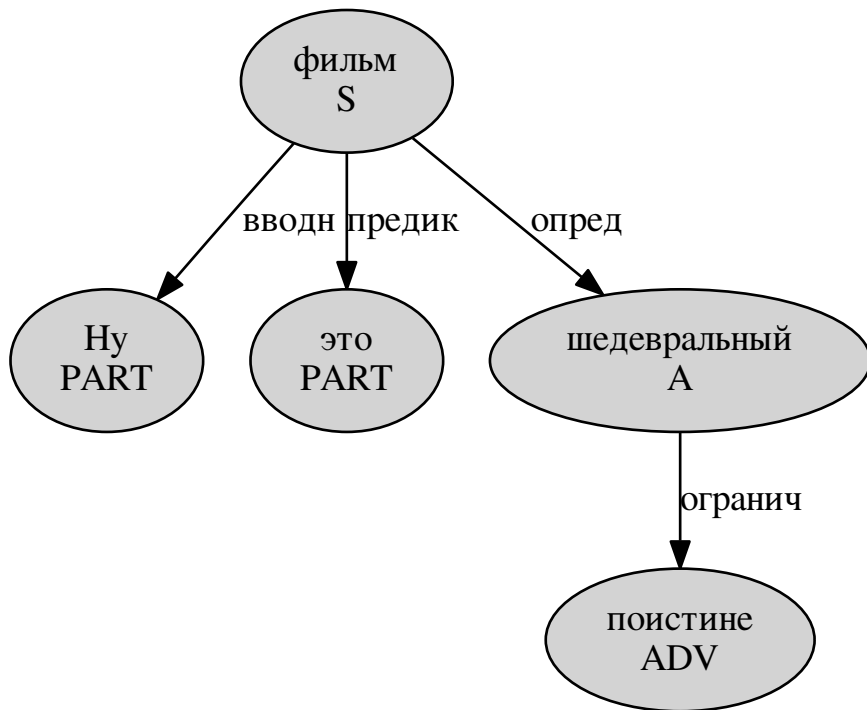 фильм
S
вводн
предик
опред
Ну
PART
это
PART
шедевральный
A
огранич
поистине
ADV